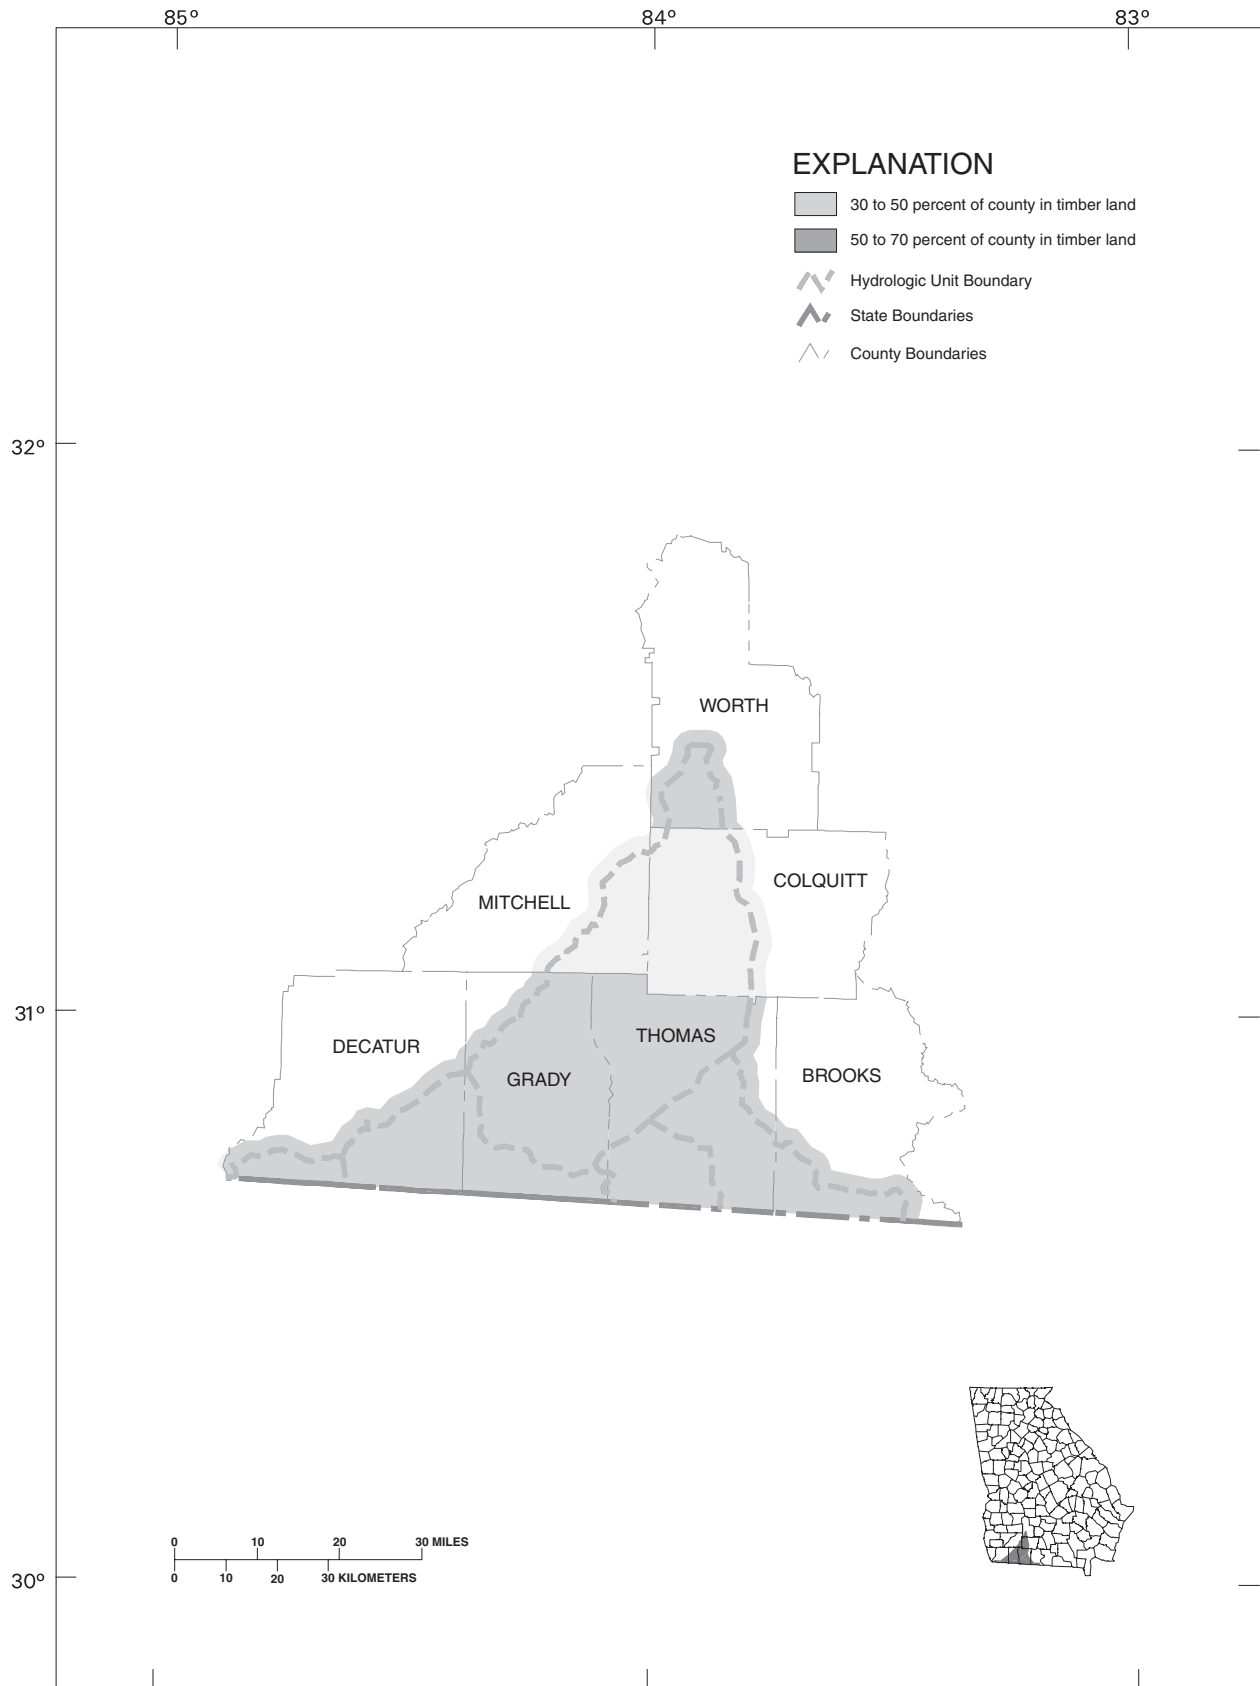 85° 84° 83°
EXPLANATION
30 to 50 percent of county in timber land
50 to 70 percent of county in timber land
Hydrologic Unit Boundary
State Boundaries
County Boundaries
32°
WORTH
COLQUITT
MITCHELL
31°
THOMAS
DECATUR
BROOKS
GRADY
0 10 20 30 MILES
0 10 20 30 KILOMETERS
30°